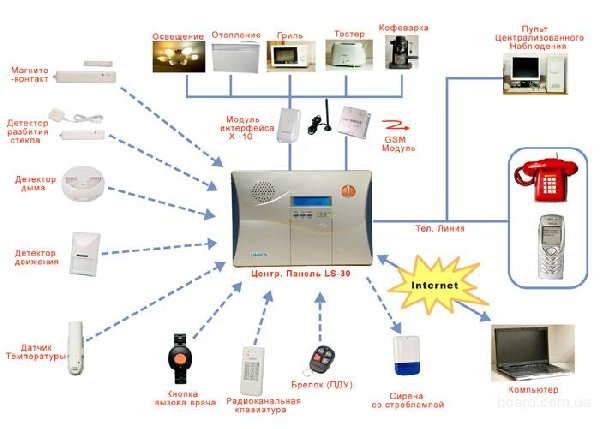 Освещение
Отопление
Гриль
Тостер
Кофеварка
Пульт
Централизованного
Наблюдения
Магнито
-контакт
Детектор
разбития
стекла
Детектор
дыма
Детектор
движения
Датчик
Температуры
Модуль
интерфейса
X -10
GSM
Модуль
Тел. Линия
Центр. Панель LS-30
Internet
Кнопка
вызова врача
Радиоканальная
клавиатура
Брелок (ПДУ)
Сирена
со стробблемой
Компьютер
board.com.ua